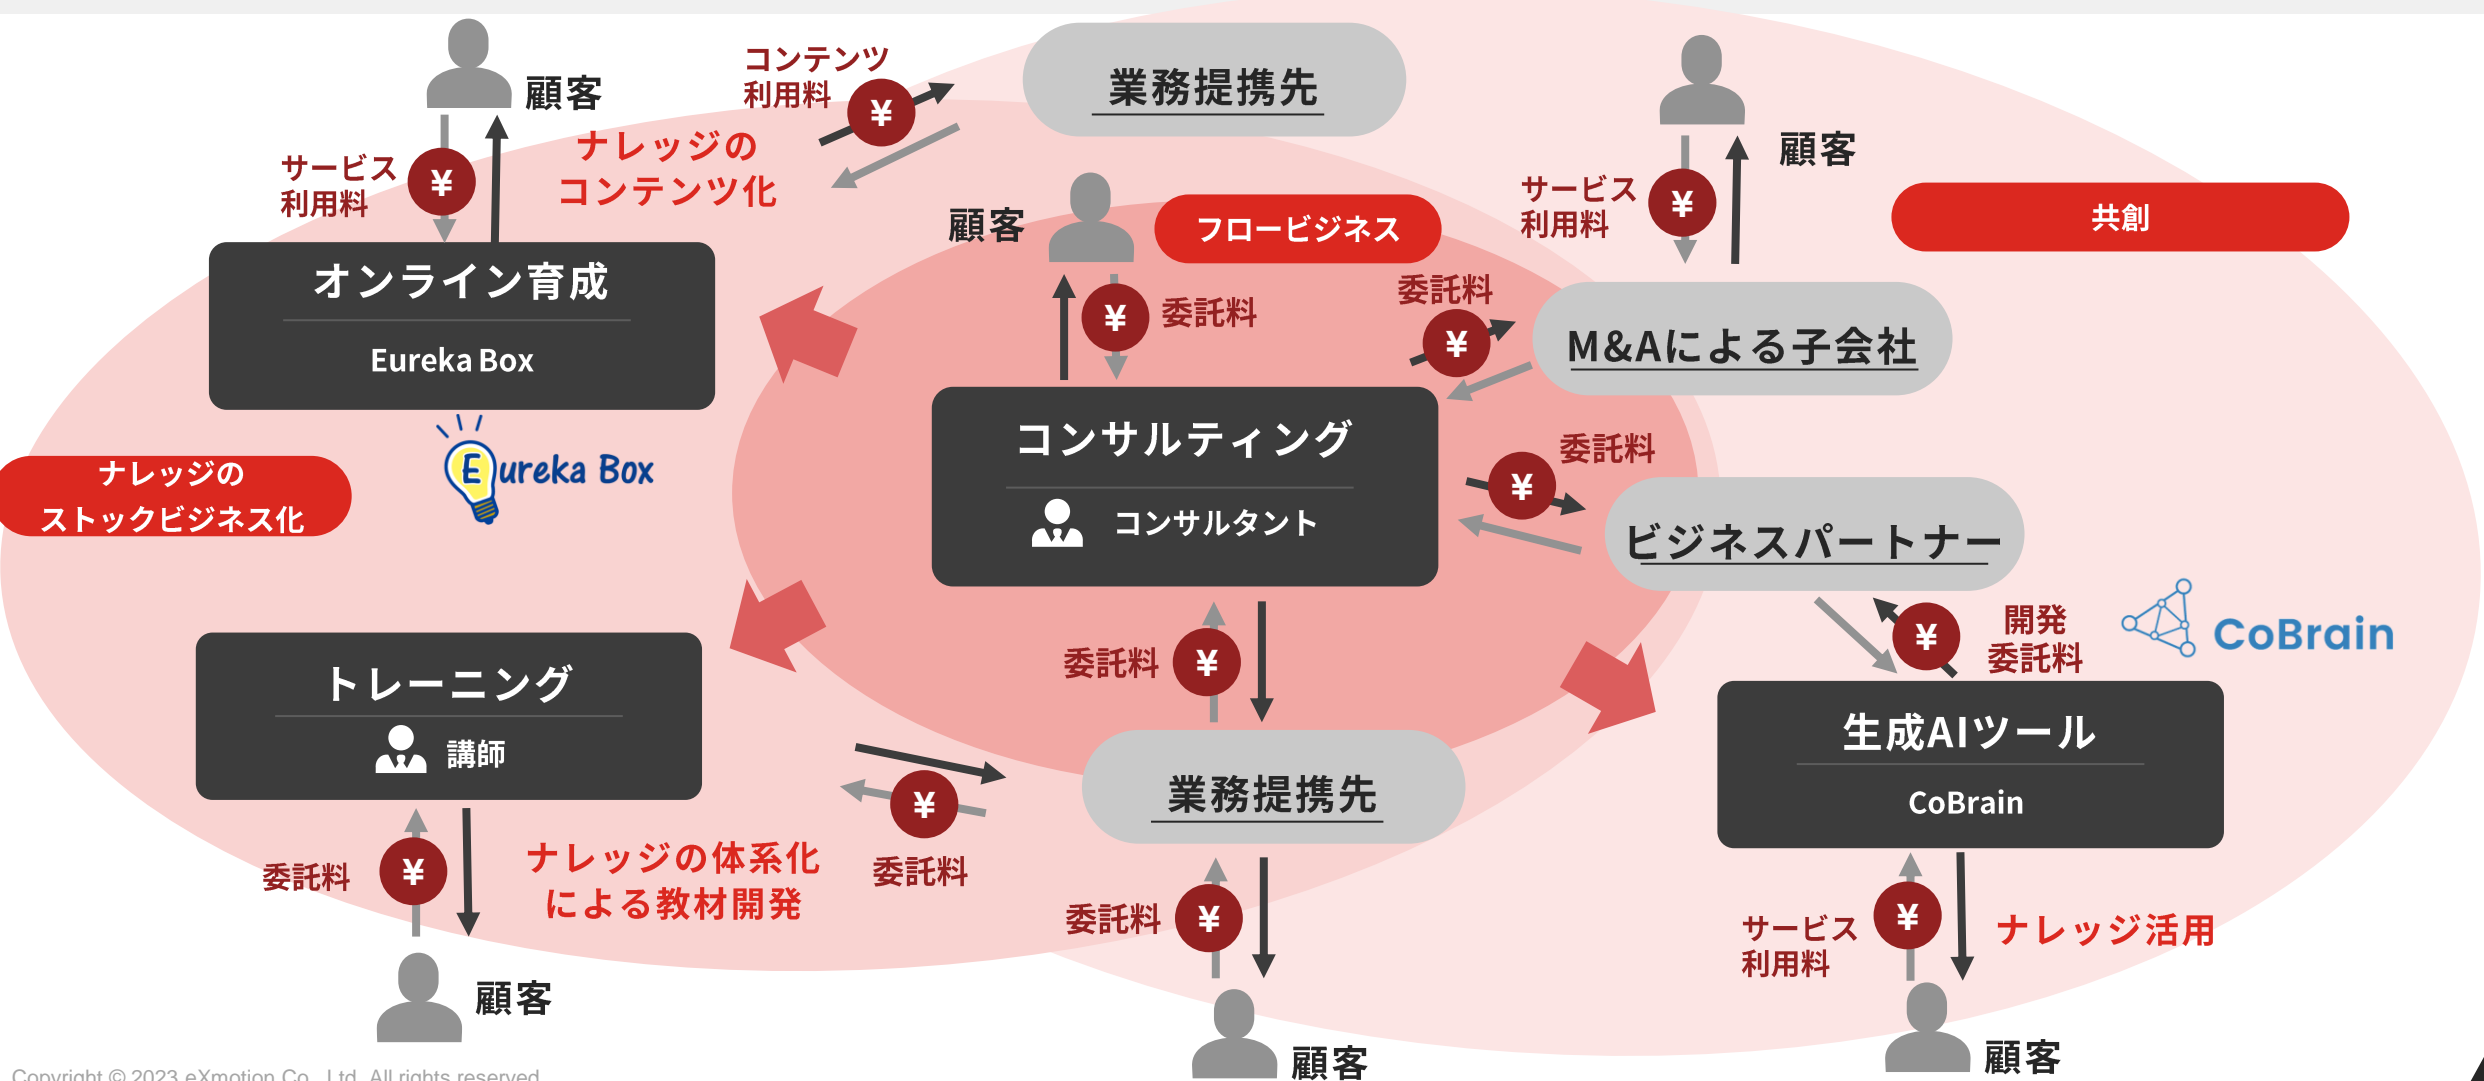 顧客
コンテンツ
利用料
¥
業務提携先
サービス
利用料
¥
ナレッジの
コンテンツ化
オンライン育成
Eureka Box
Eureka Box
ナレッジの
ストックビジネス化
顧客
フロービジネス
¥
委託料
コンサルティング
コンサルタント
顧客
サービス
利用料
¥
共創
委託料
¥
M&Aによる子会社
委託料
¥
ビジネスパートナー
¥
開発
委託料
CoBrain
生成AIツール
CoBrain
サービス
利用料
¥
ナレッジ活用
顧客
トレーニング
講師
委託料
¥
ナレッジの体系化
による教材開発
顧客
¥
委託料
委託料
¥
業務提携先
委託料
¥
顧客
Copyright © 2023 eXmotion Co., Ltd. All rights reserved.